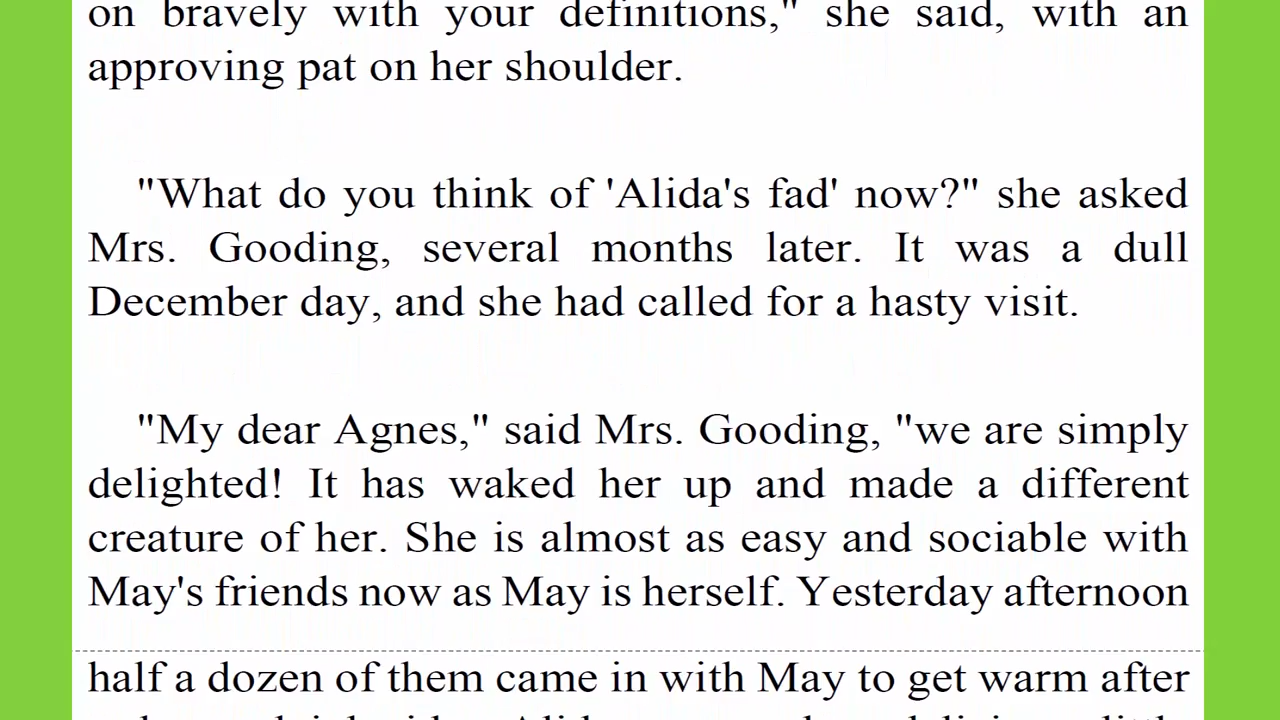 on bravely with your definitions," she said, with an
approving pat on her shoulder.
"What do you think of 'Alida's fad' now?" she asked
Mrs. Gooding, several months later. It was a dull
December day, and she had called for a hasty visit.
"My dear Agnes," said Mrs. Gooding, "we are simply
delighted! It has waked her up and made a different
creature of her. She is almost as easy and sociable with
May's friends now as May is herself. Yesterday afternoon
half a dozen of them came in with May to get warm after